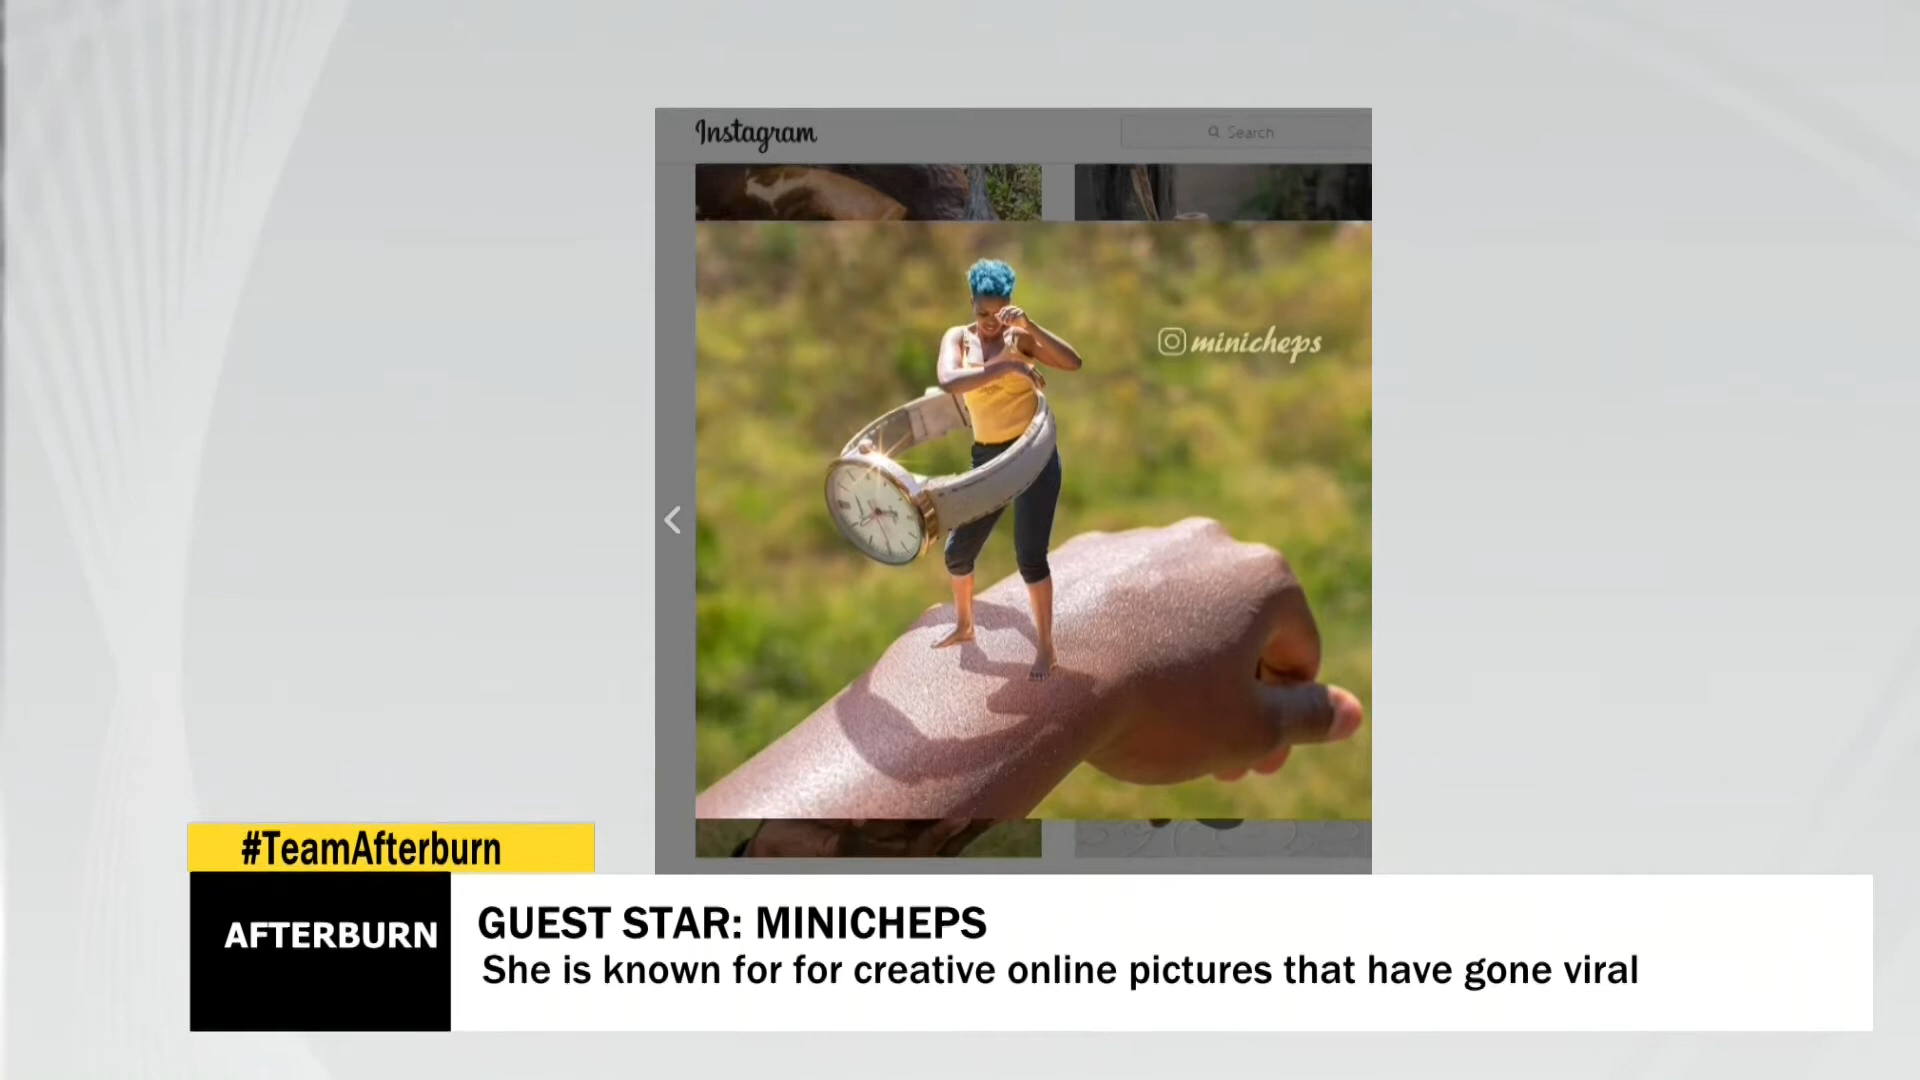 Instagram
Search
minicheps
#TeamAfterburn
AFTERBURN
GUEST STAR: MINICHEPS
She is known for for creative online pictures that have gone viral